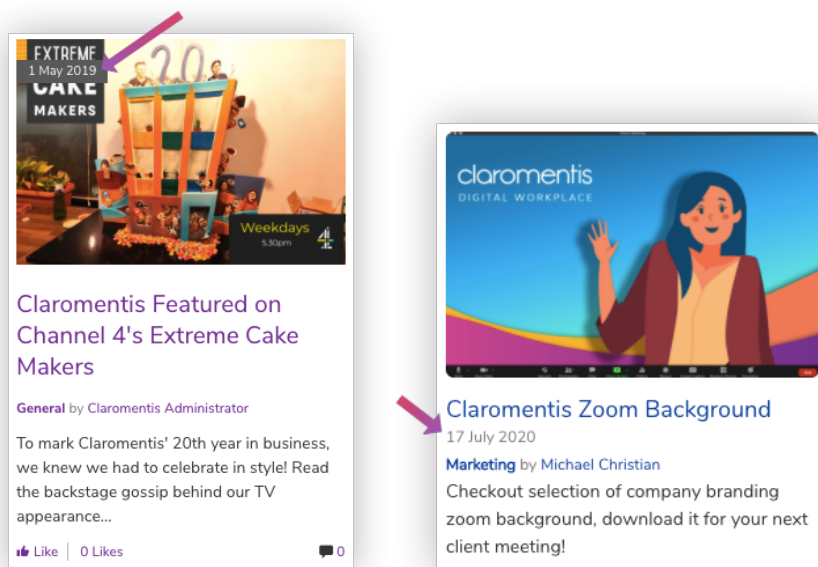 EXTREME
1 May 2019
CAKE
MAKERS
20
Weekdays
5.30pm
4
Claromentis Featured on
Channel 4's Extreme Cake
Makers
General by Claromentis Administrator
To mark Claromentis' 20th year in business,
we knew we had to celebrate in style! Read
the backstage gossip behind our TV
appearance...
Like 0 Likes 0
claromentis
DIGITAL WORKPLACE
Claromentis Zoom Background
17 July 2020
Marketing by Michael Christian
Checkout selection of company branding
zoom background, download it for your next
client meeting!